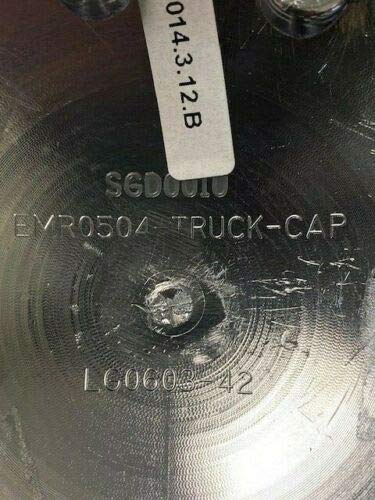 014.3.12.B
SGD0010
EMR0504 TRUCK-CAP
LG0603-42